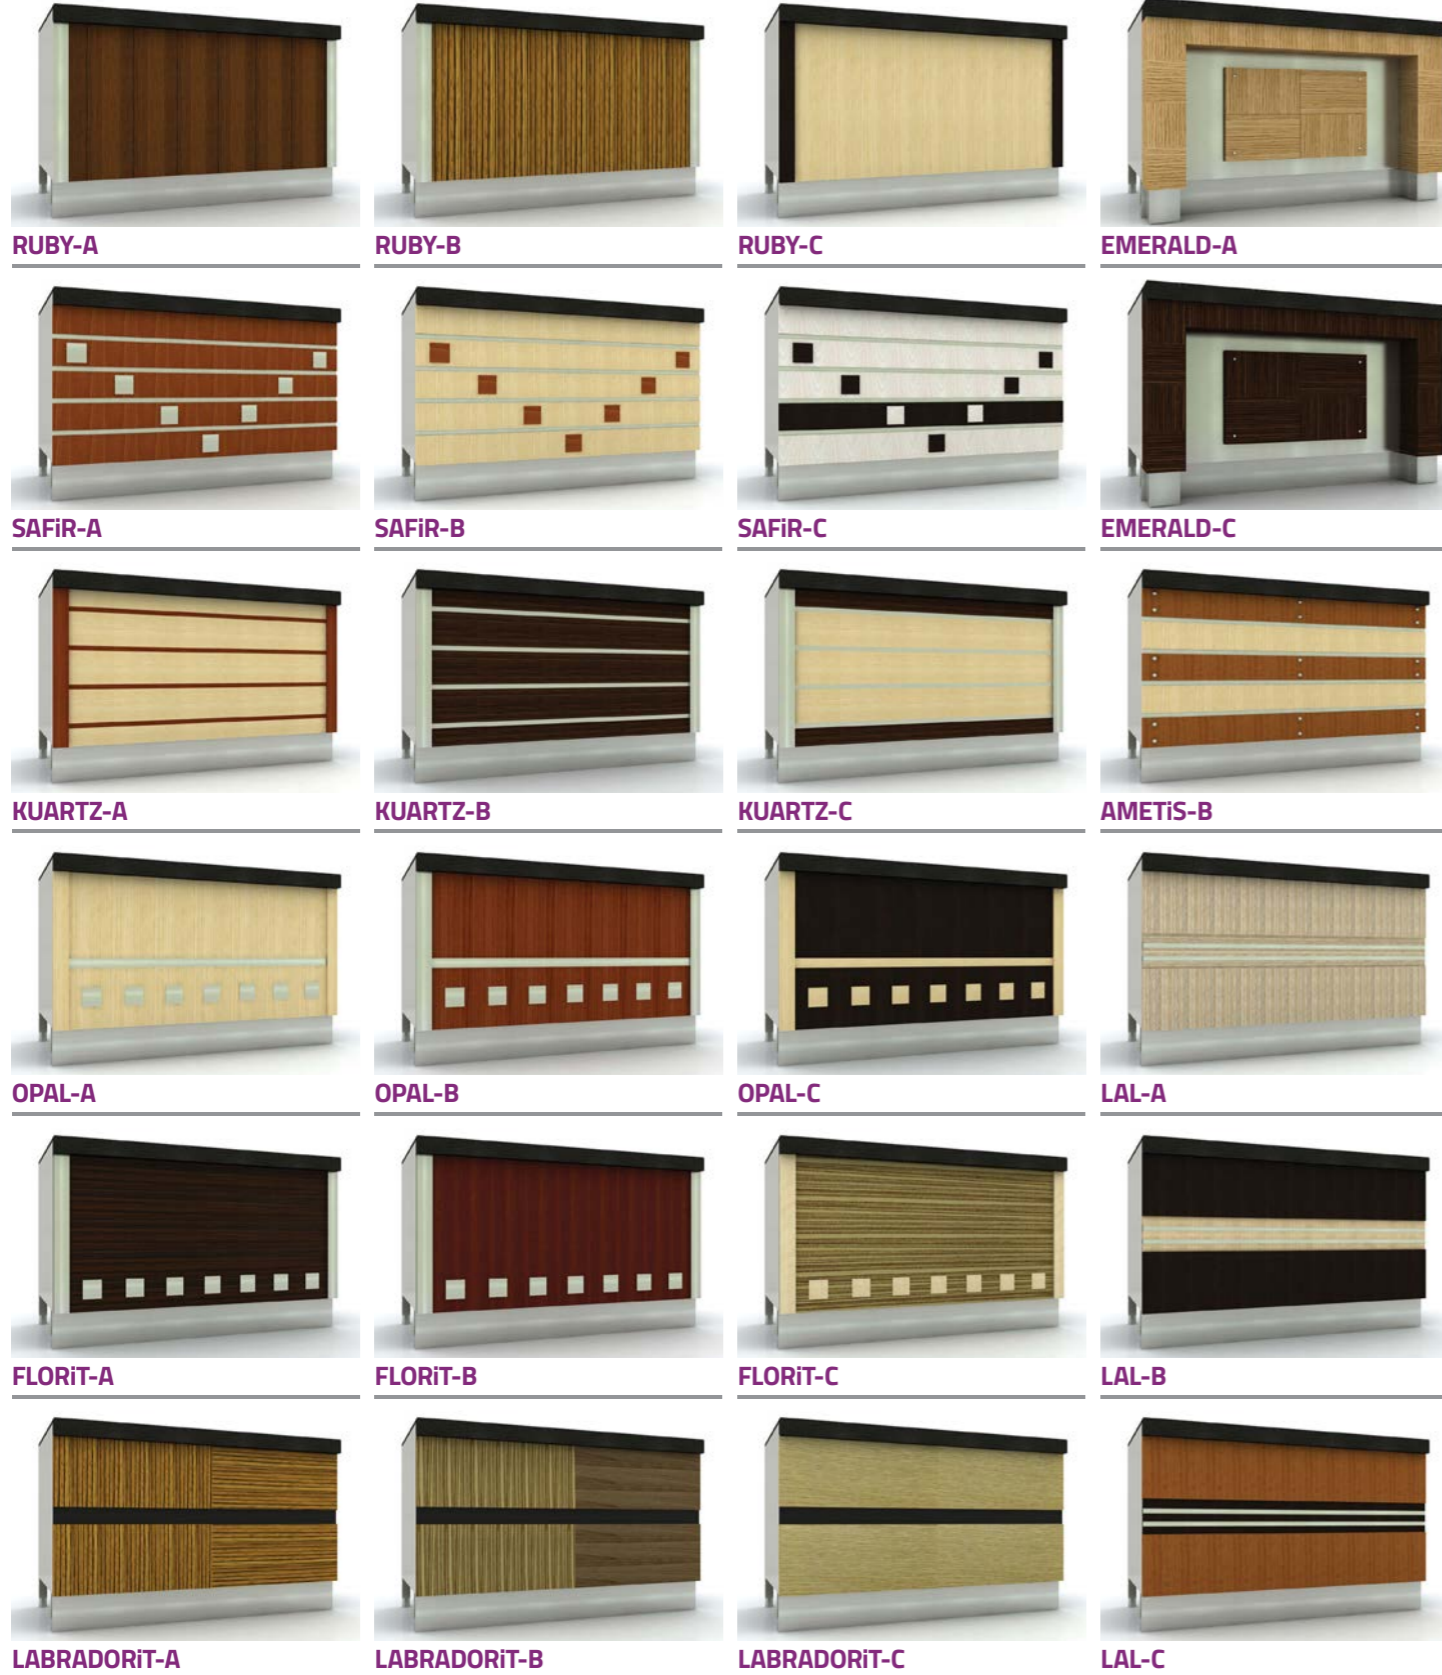 RUBY-A
RUBY-B
RUBY-C
EMERALD-A
SAFiR-A
SAFiR-B
SAFiR-C
EMERALD-C
KUARTZ-A
KUARTZ-B
KUARTZ-C
AMETiS-B
OPAL-A
OPAL-B
OPAL-C
LAL-A
FLORiT-A
FLORiT-B
FLORiT-C
LAL-B
LABRADORiT-A
LABRADORiT-B
LABRADORiT-C
LAL-C